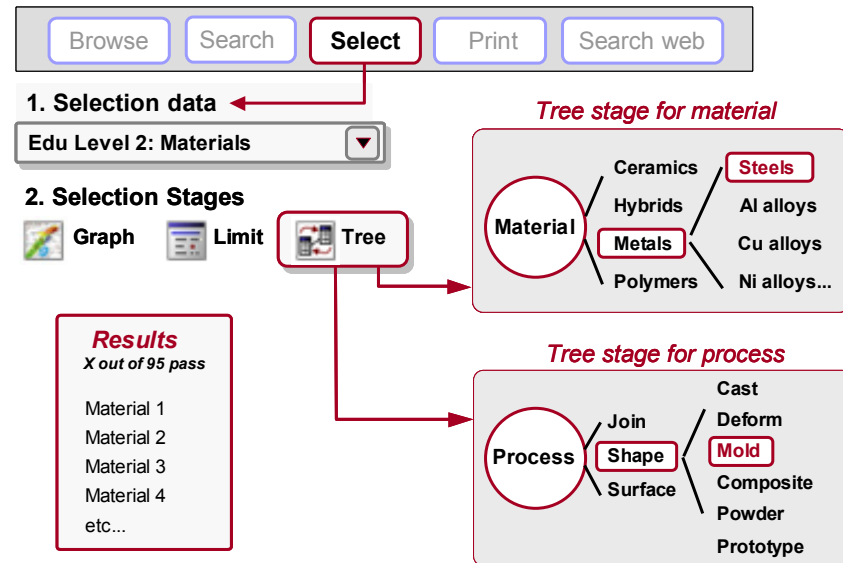 Browse
Search
Select
Print
Search web
1. Selection data
Edu Level 2: Materials
2. Selection Stages
Graph
Limit
Tree
Results
X out of 95 pass
Material 1
Material 2
Material 3
Material 4
etc...
Tree stage for material
Material
Ceramics
Hybrids
Metals
Polymers
Steels
Al alloys
Cu alloys
Ni alloys...
Tree stage for process
Process
Join
Shape
Surface
Cast
Deform
Mold
Composite
Powder
Prototype